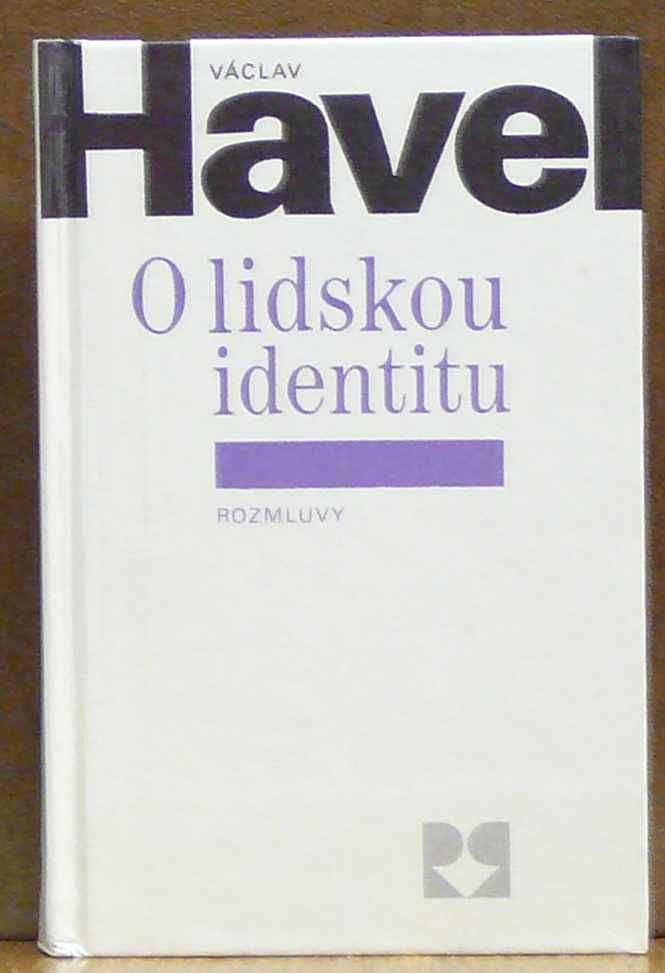 VÁCLAV
Havel
O lidskou
identitu
ROZMLUVY